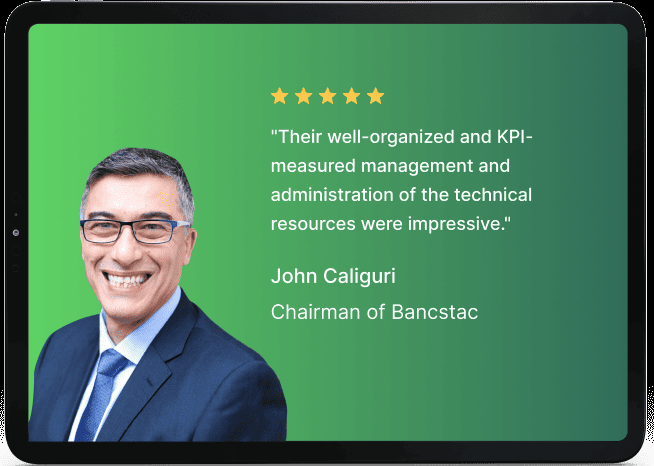 "Their well-organized and KPI-
measured management and
administration of the technical
resources were impressive."
John Caliguri
Chairman of Bancstac